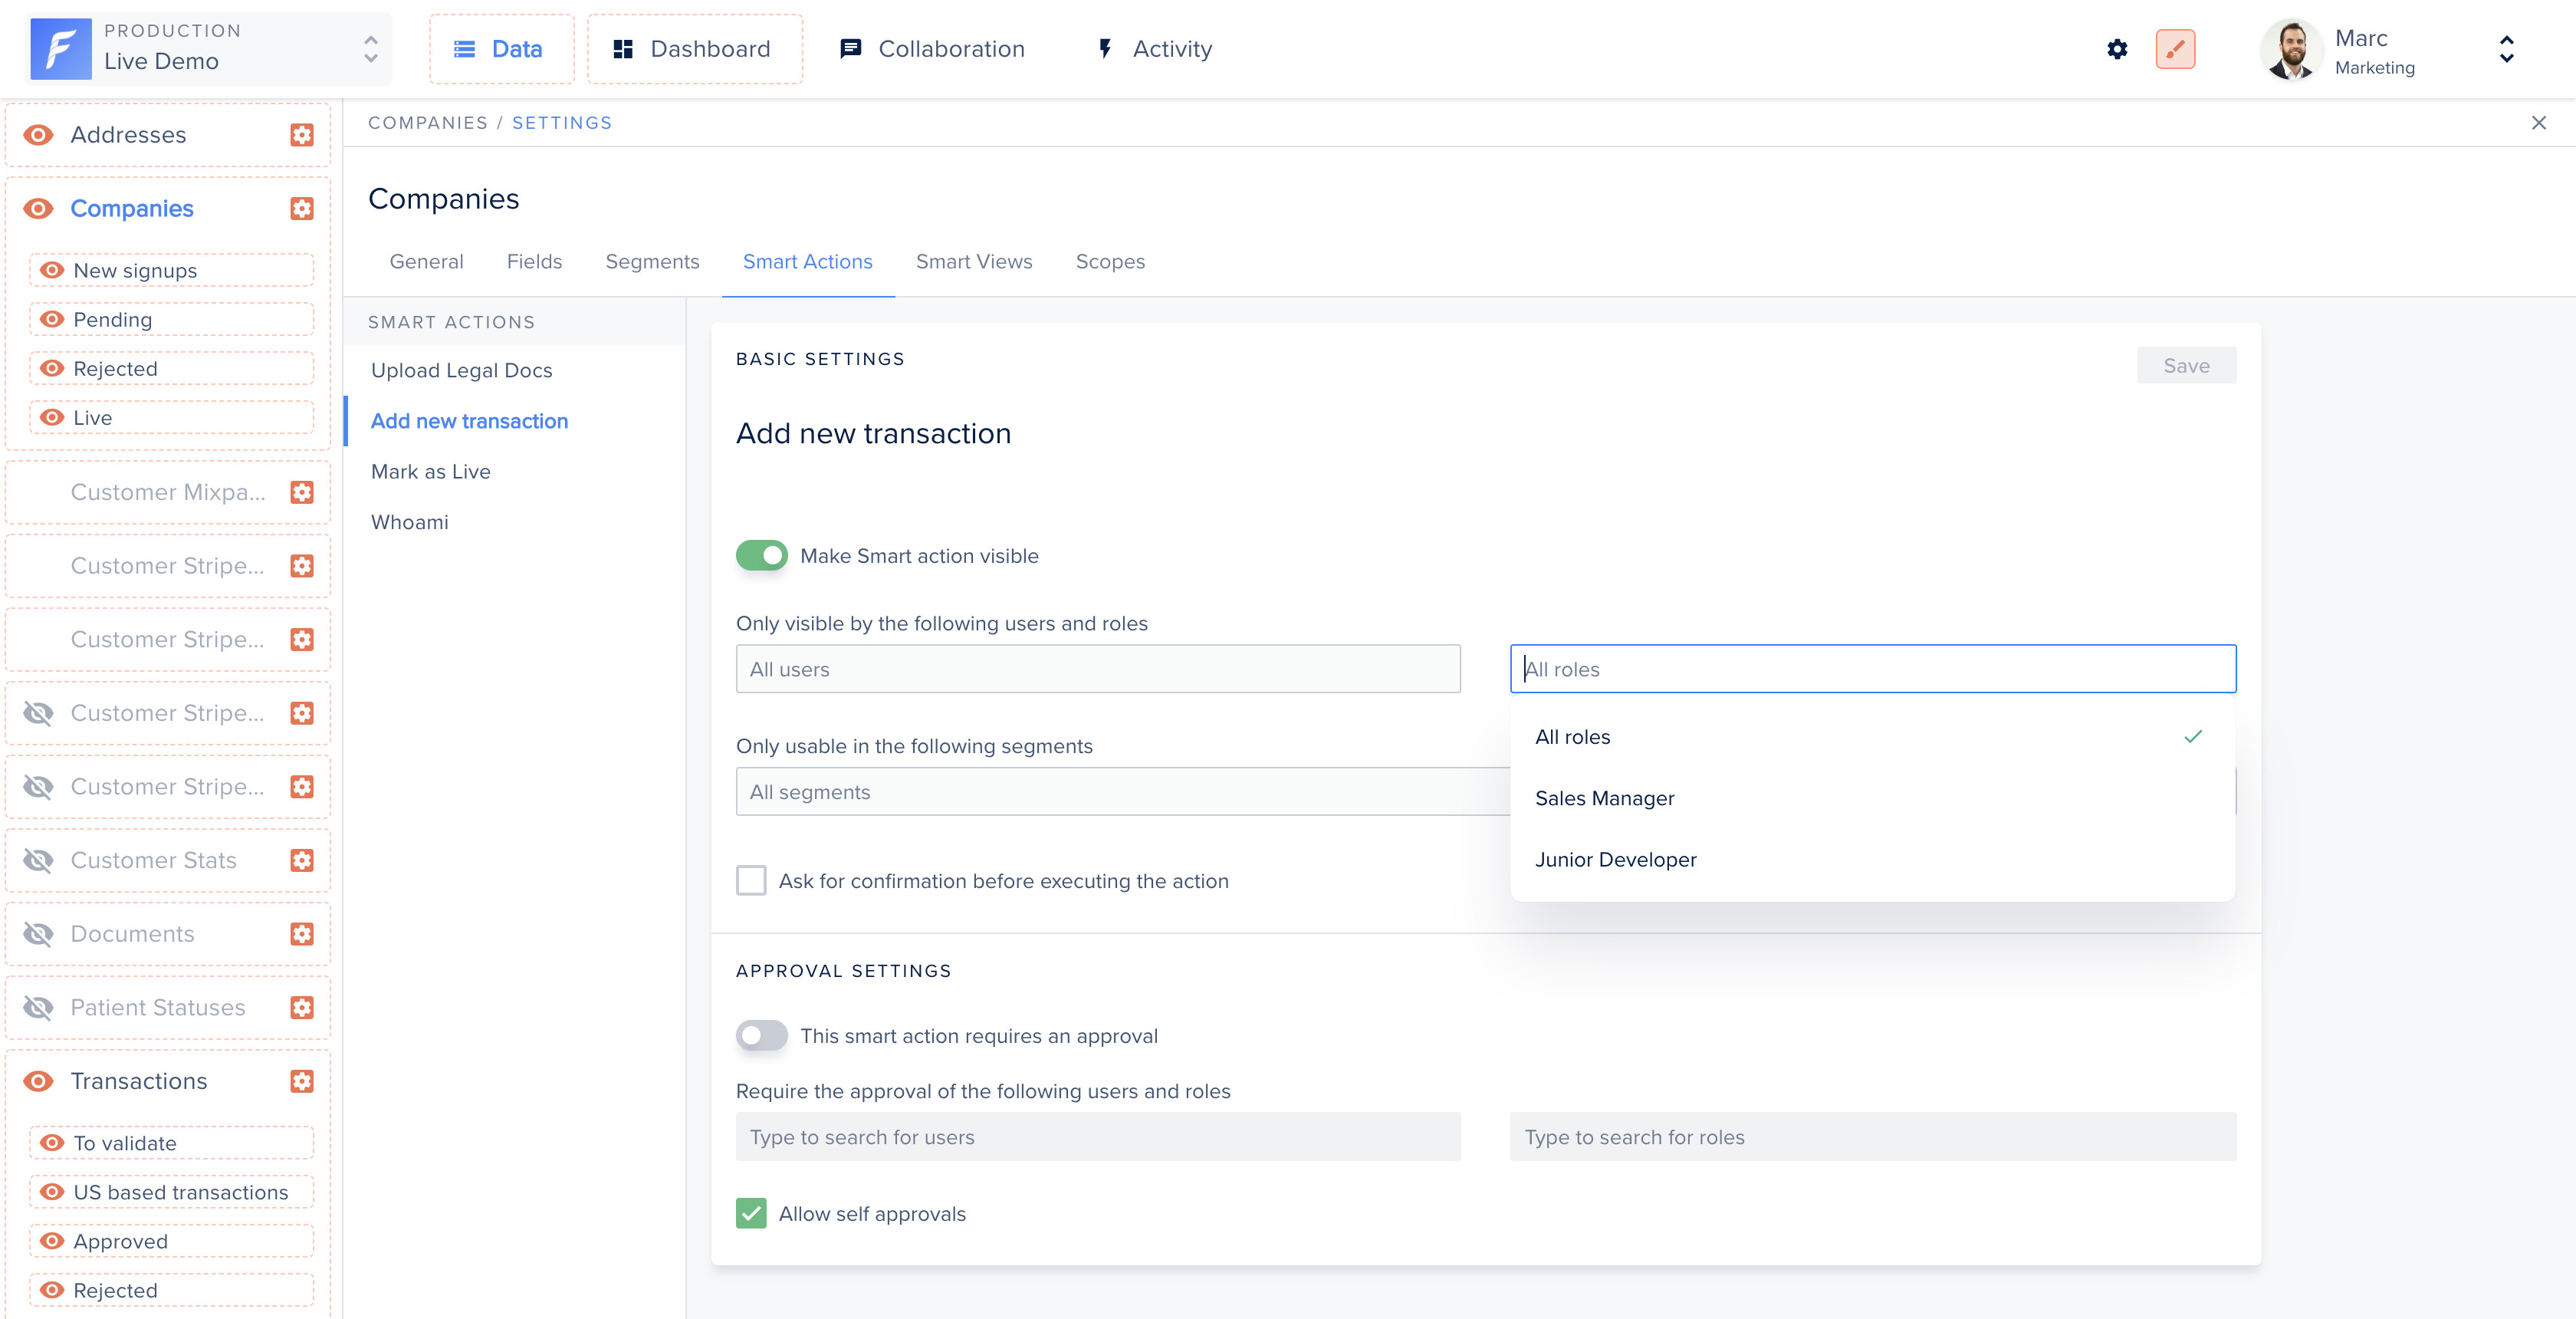 PRODUCTION
Live Demo
Data
Dashboard
Collaboration
Activity
Marc
Marketing
Addresses
Companies
New signups
Pending
Rejected
Live
Customer Mixpa...
Customer Stripe...
Customer Stripe...
Customer Stripe...
Customer Stripe...
Customer Stats
Documents
Patient Statuses
Transactions
To validate
US based transactions
Approved
Rejected
COMPANIES / SETTINGS
Companies
General
Fields
Segments
Smart Actions
Smart Views
Scopes
SMART ACTIONS
Upload Legal Docs
Add new transaction
Mark as Live
Whoami
BASIC SETTINGS
Save
Add new transaction
Make Smart action visible
Only visible by the following users and roles
All users
All roles
All roles
Sales Manager
Junior Developer
Only usable in the following segments
All segments
Ask for confirmation before executing the action
APPROVAL SETTINGS
This smart action requires an approval
Require the approval of the following users and roles
Type to search for users
Type to search for roles
Allow self approvals